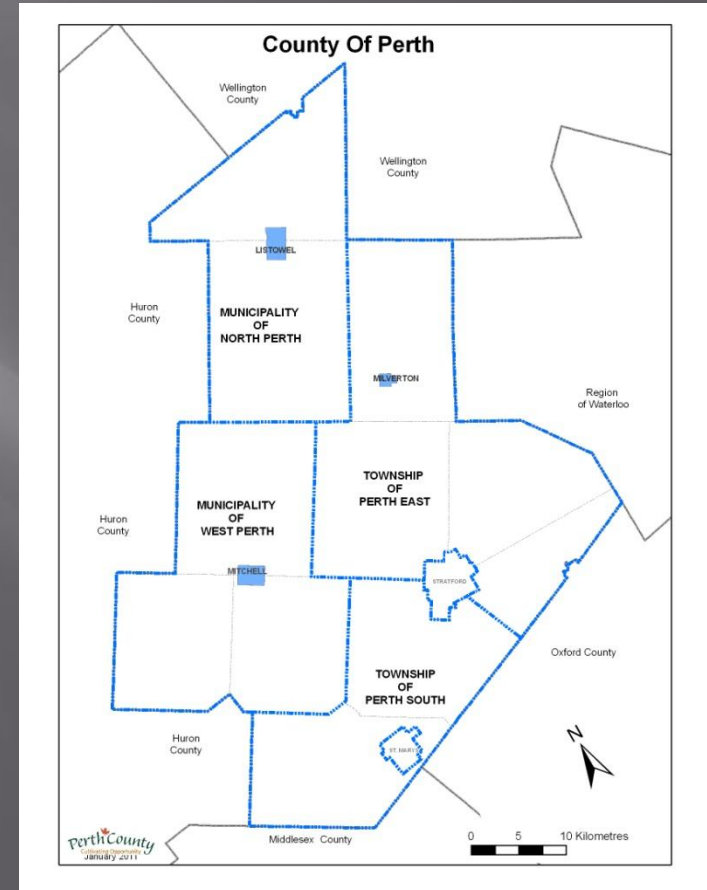 County Of Perth
Wellington
County
Wellington
County
LISTOWEL
Huron
County
MUNICIPALITY
OF
NORTH PERTH
MILVERTON
Region
of Waterloo
TOWNSHIP
OF
PERTH EAST
MUNICIPALITY
OF
WEST PERTH
Huron
County
MITCHELL
STRATFORD
Oxford County
TOWNSHIP
OF
PERTH SOUTH
Huron
County
ST. MARYS
N
0 5 10 Kilometres
Middlesex County
Perth County
Cultivating Opportunity
January 2011